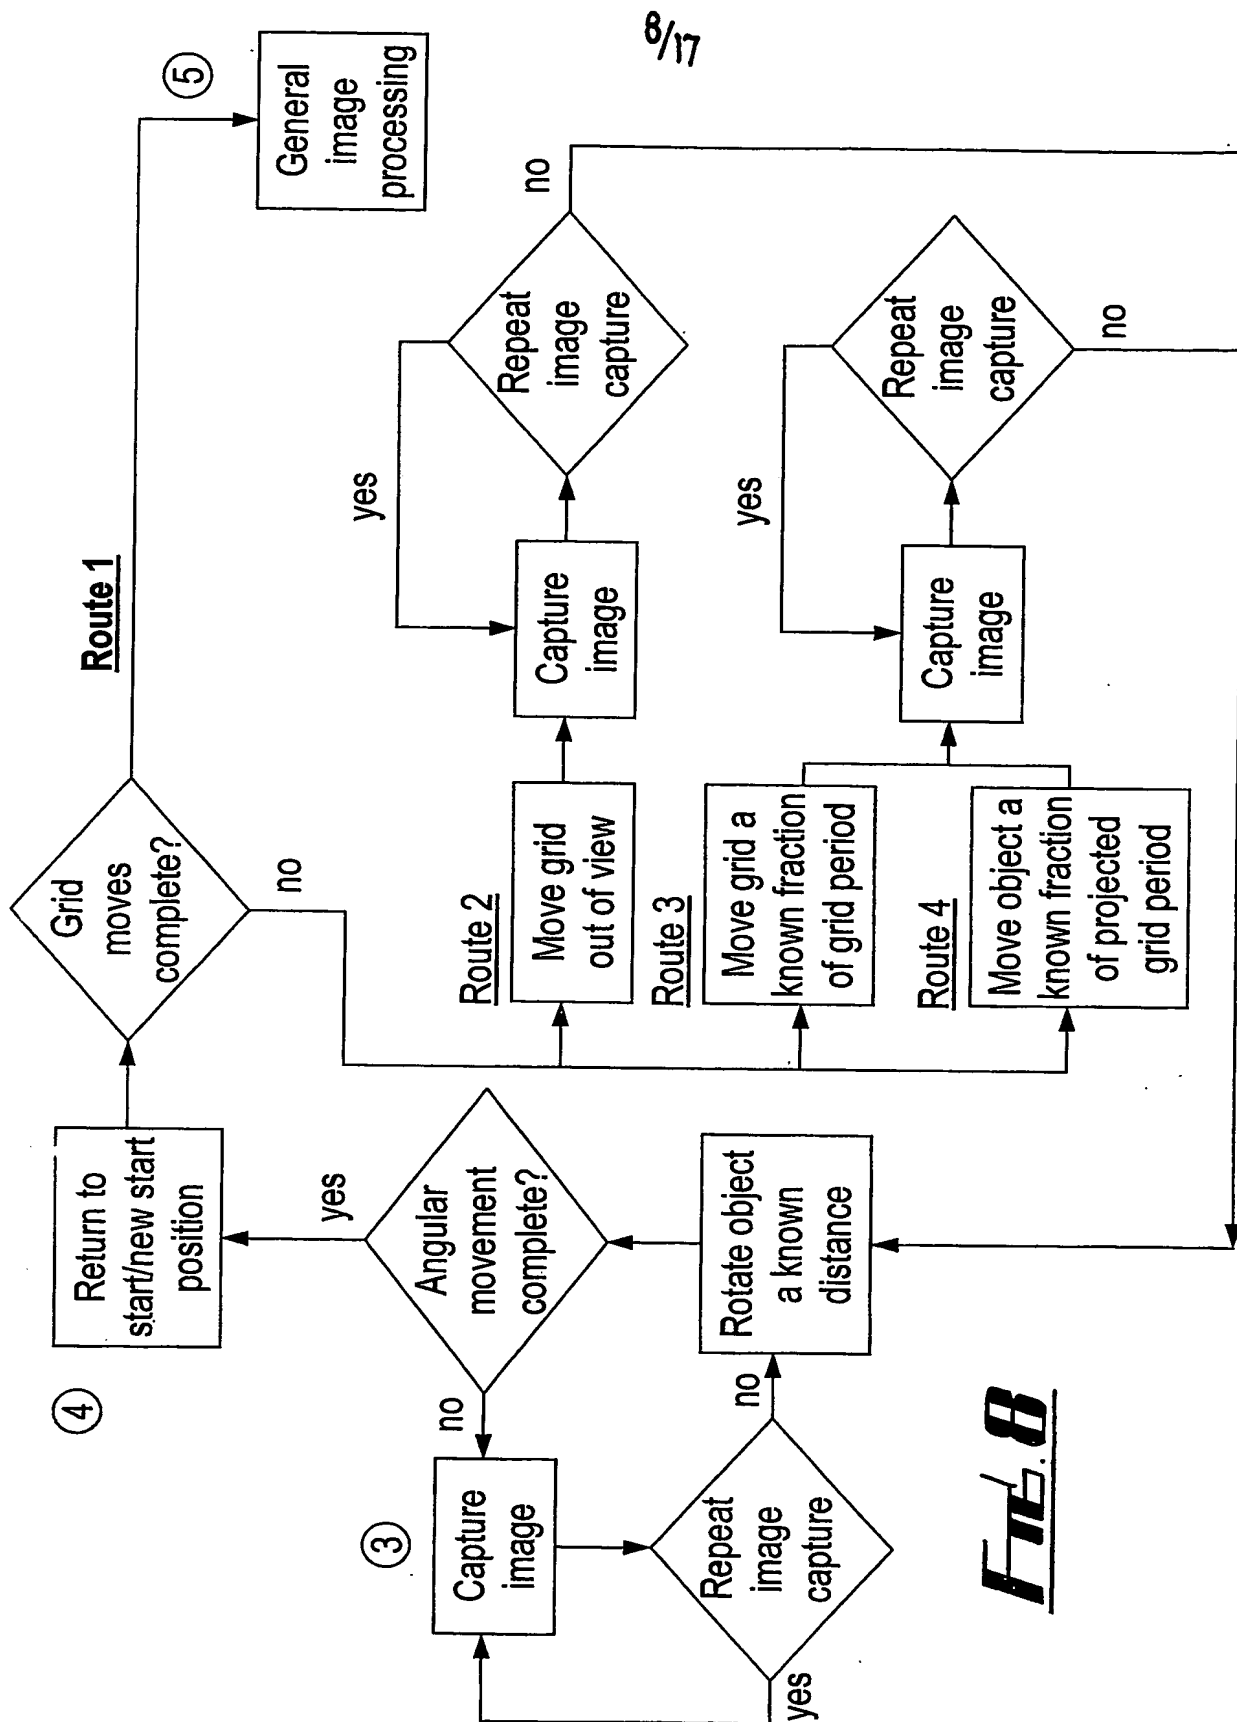 8/17
3
Capture
image
Repeat
image
capture
yes
no
Rotate object
a known
distance
Angular
movement
complete?
no
yes
4
Return to
start/new start
position
Grid
moves
complete?
no
Route 1
5
General
image
processing
Route 2
Move grid
out of view
Capture
image
yes
Repeat
image
capture
no
Route 3
Move grid a
known fraction
of grid period
Route 4
Move object a
known fraction
of projected
grid period
Capture
image
yes
Repeat
image
capture
no
FIG. 8